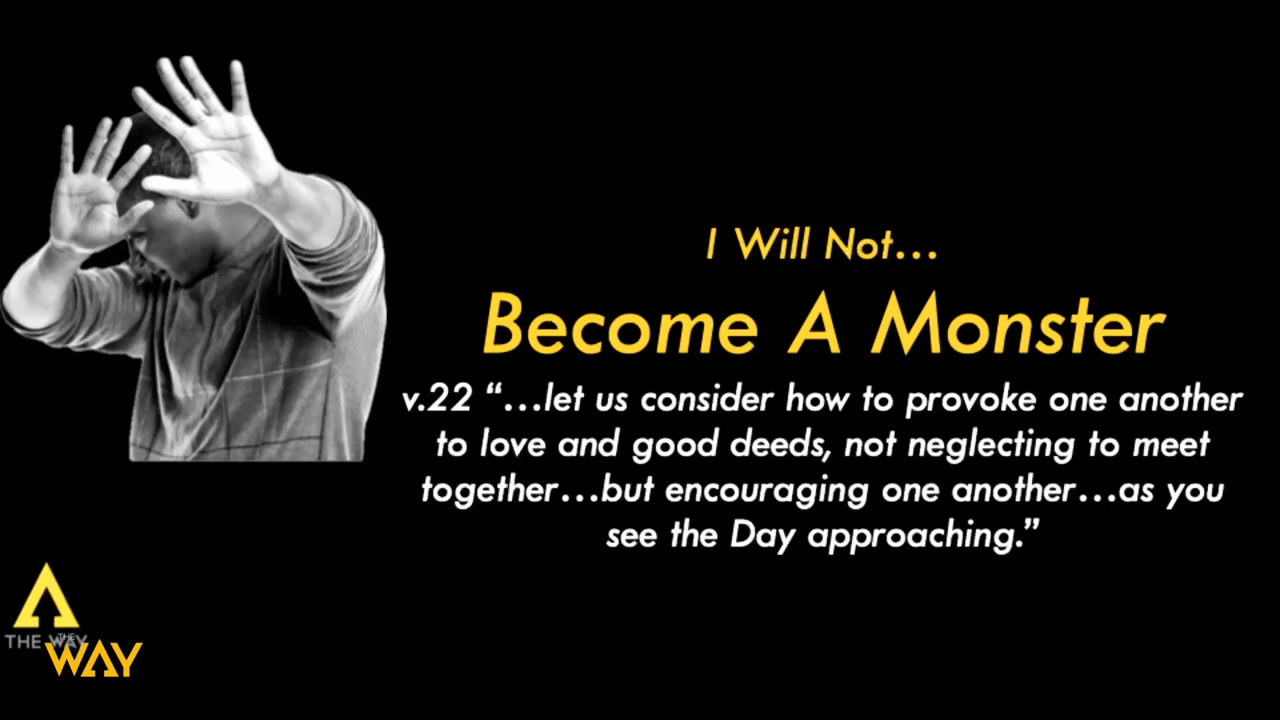 I Will Not...
Become A Monster
v.22 “...let us consider how to provoke one another
to love and good deeds, not neglecting to meet
together...but encouraging one another...as you
see the Day approaching.”
THE WAY
THE
WAY